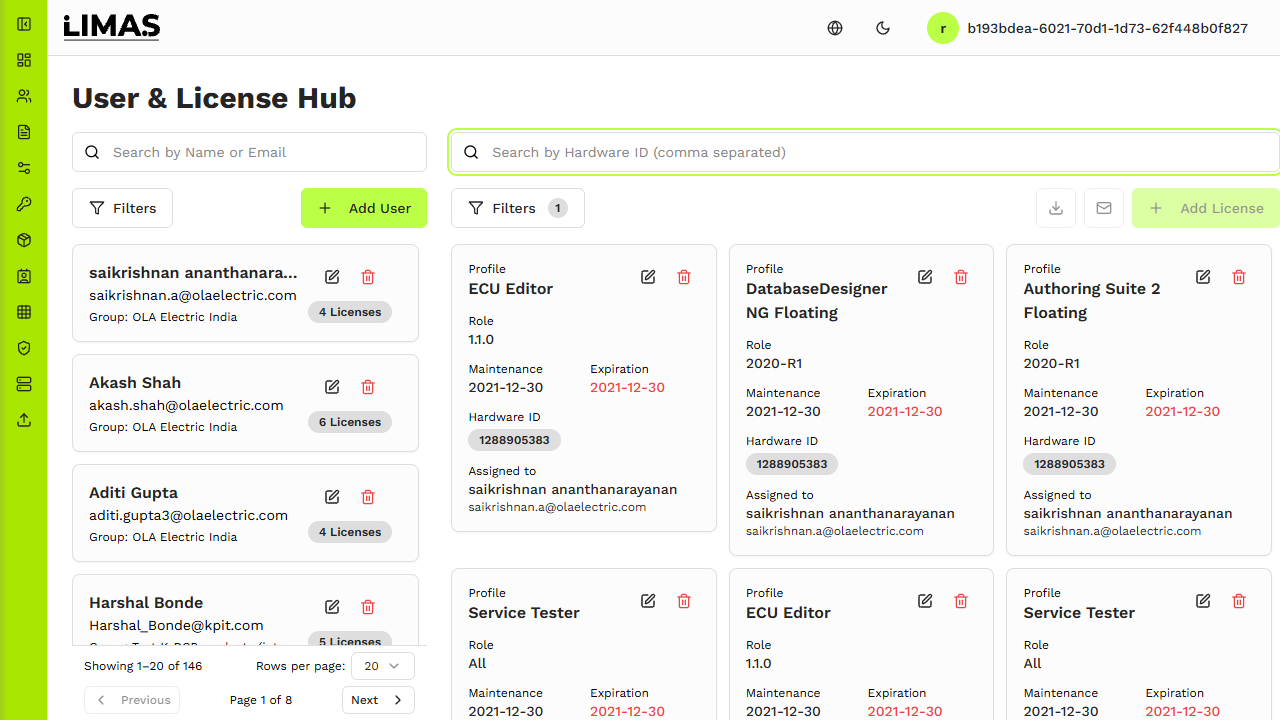 LIMAS
r
b193bdea-6021-70d1-1d73-62f448b0f827
User & License Hub
Search by Name or Email
Search by Hardware ID (comma separated)
Filters
Add User
Filters
1
Add License
saikrishnan ananthanara...
saikrishnan.a@olaelectric.com
Group: OLA Electric India
4 Licenses
Akash Shah
akash.shah@olaelectric.com
Group: OLA Electric India
6 Licenses
Aditi Gupta
aditi.gupta3@olaelectric.com
Group: OLA Electric India
4 Licenses
Harshal Bonde
Harshal_Bonde@kpit.com
5 Licenses
Showing 1–20 of 146
Rows per page:
20
Previous
Page 1 of 8
Next
Profile
ECU Editor
Role
1.1.0
Maintenance
Expiration
2021-12-30
2021-12-30
Hardware ID
1288905383
Assigned to
saikrishnan ananthanarayanan
saikrishnan.a@olaelectric.com
Profile
DatabaseDesigner
NG Floating
Role
2020-R1
Maintenance
Expiration
2021-12-30
2021-12-30
Hardware ID
1288905383
Assigned to
saikrishnan ananthanarayanan
saikrishnan.a@olaelectric.com
Profile
Authoring Suite 2
Floating
Role
2020-R1
Maintenance
Expiration
2021-12-30
2021-12-30
Hardware ID
1288905383
Assigned to
saikrishnan ananthanarayanan
saikrishnan.a@olaelectric.com
Profile
Service Tester
Role
All
Maintenance
Expiration
2021-12-30
2021-12-30
Profile
ECU Editor
Role
1.1.0
Maintenance
Expiration
2021-12-30
2021-12-30
Profile
Service Tester
Role
All
Maintenance
Expiration
2021-12-30
2021-12-30